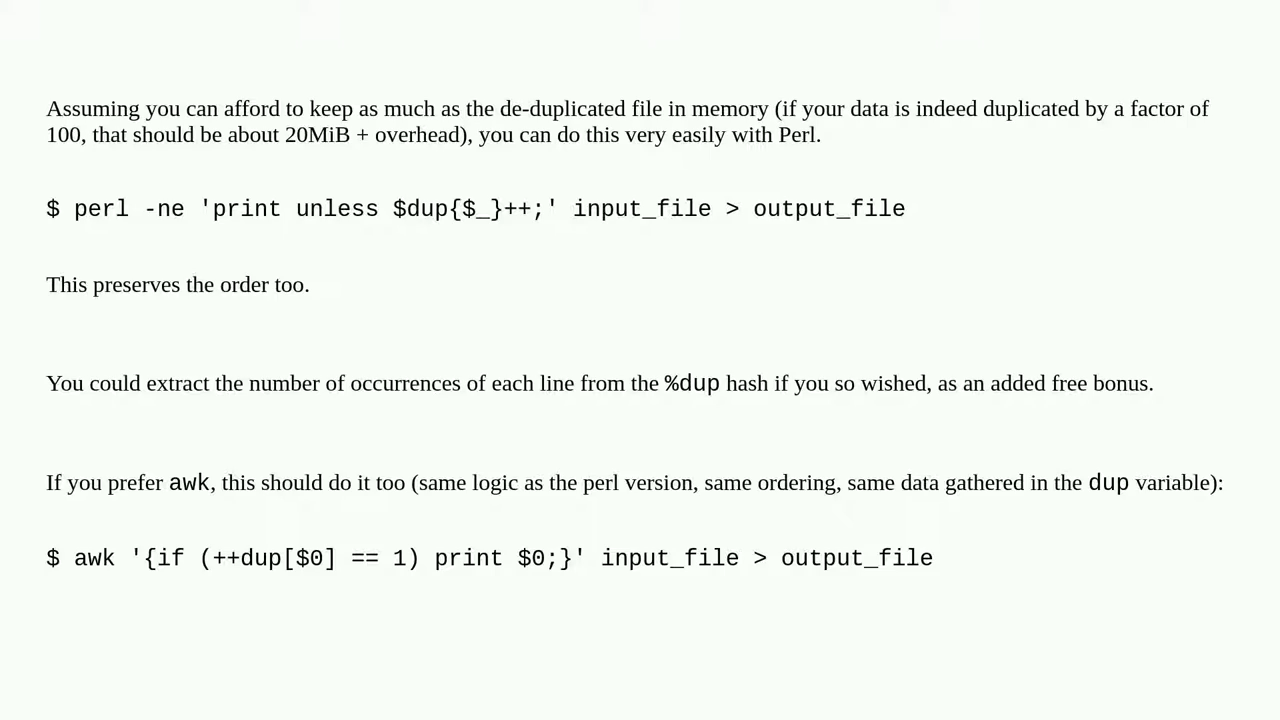 Assuming you can afford to keep as much as the de-duplicated file in memory (if your data is indeed duplicated by a factor of
100, that should be about 20MiB + overhead), you can do this very easily with Perl.
$ perl -ne 'print unless $dup{$_}++;' input_file > output_file
This preserves the order too.
You could extract the number of occurrences of each line from the %dup hash if you so wished, as an added free bonus.
If you prefer awk, this should do it too (same logic as the perl version, same ordering, same data gathered in the dup variable):
$ awk '{if (++dup[$0] == 1) print $0;}' input_file > output_file